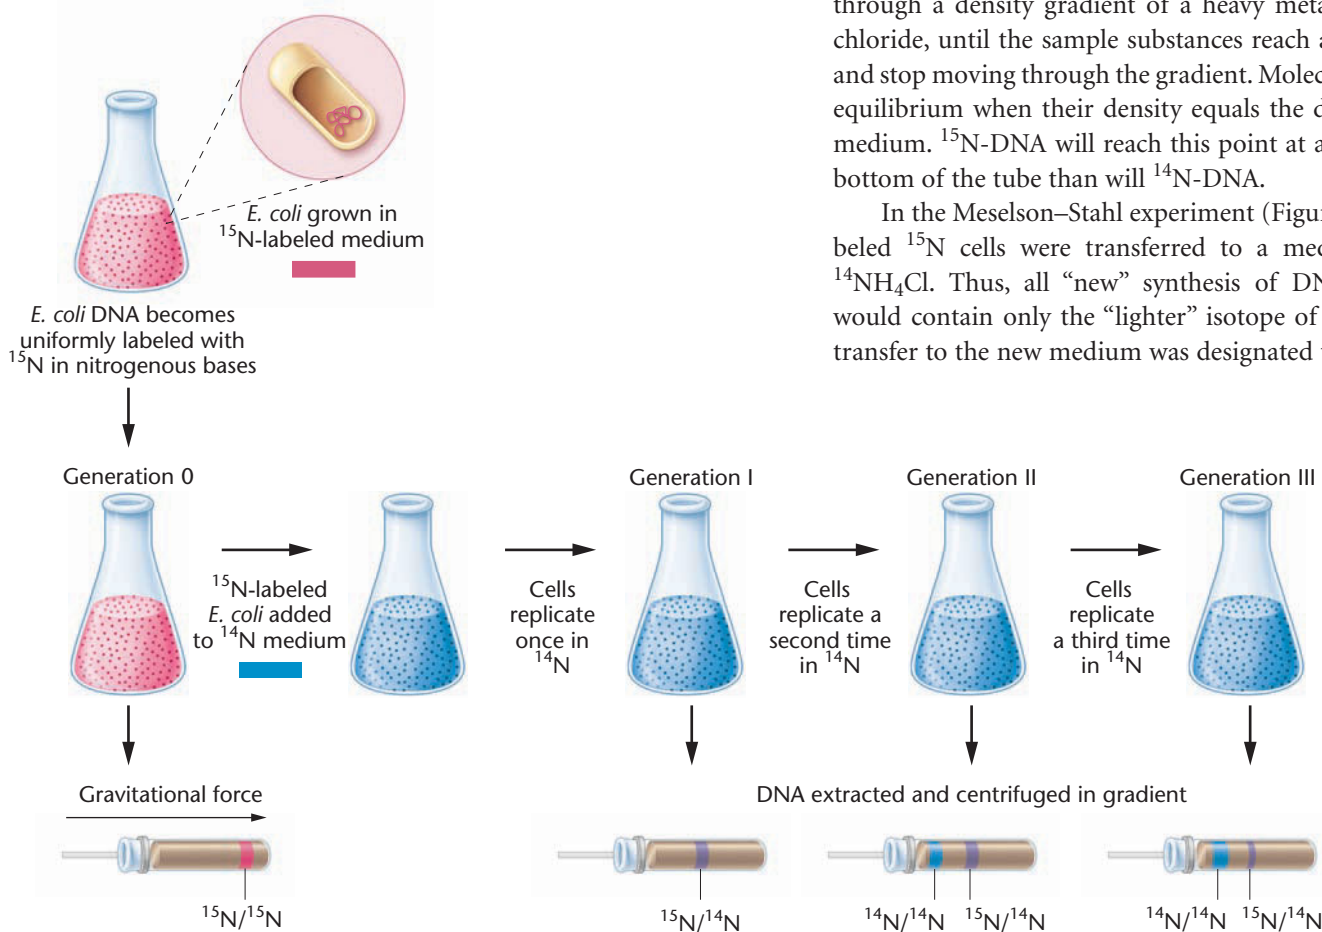 through a density gradient of a heavy
chloride, until the sample substances reach
and stop moving through the gradient.
equilibrium when their density equals the
medium. ¹⁵N-DNA will reach this point at
bottom of the tube than will ¹⁴N-DNA.
In the Meselson–Stahl experiment
beled ¹⁵N cells were transferred to a
¹⁴NH₄Cl. Thus, all “new” synthesis of
would contain only the “lighter” isotope of
transfer to the new medium was designated
E. coli grown in
¹⁵N-labeled medium
E. coli DNA becomes
uniformly labeled with
¹⁵N in nitrogenous bases
Generation 0
Generation I
Generation II
Generation III
¹⁵N-labeled
E. coli added
to ¹⁴N medium
Cells
replicate
once in
¹⁴N
Cells
replicate a
second time
in ¹⁴N
Cells
replicate
a third time
in ¹⁴N
Gravitational force
DNA extracted and centrifuged in gradient
¹⁵N/¹⁵N
¹⁵N/¹⁴N
¹⁴N/¹⁴N
¹⁵N/¹⁴N
¹⁴N/¹⁴N
¹⁵N/¹⁴N